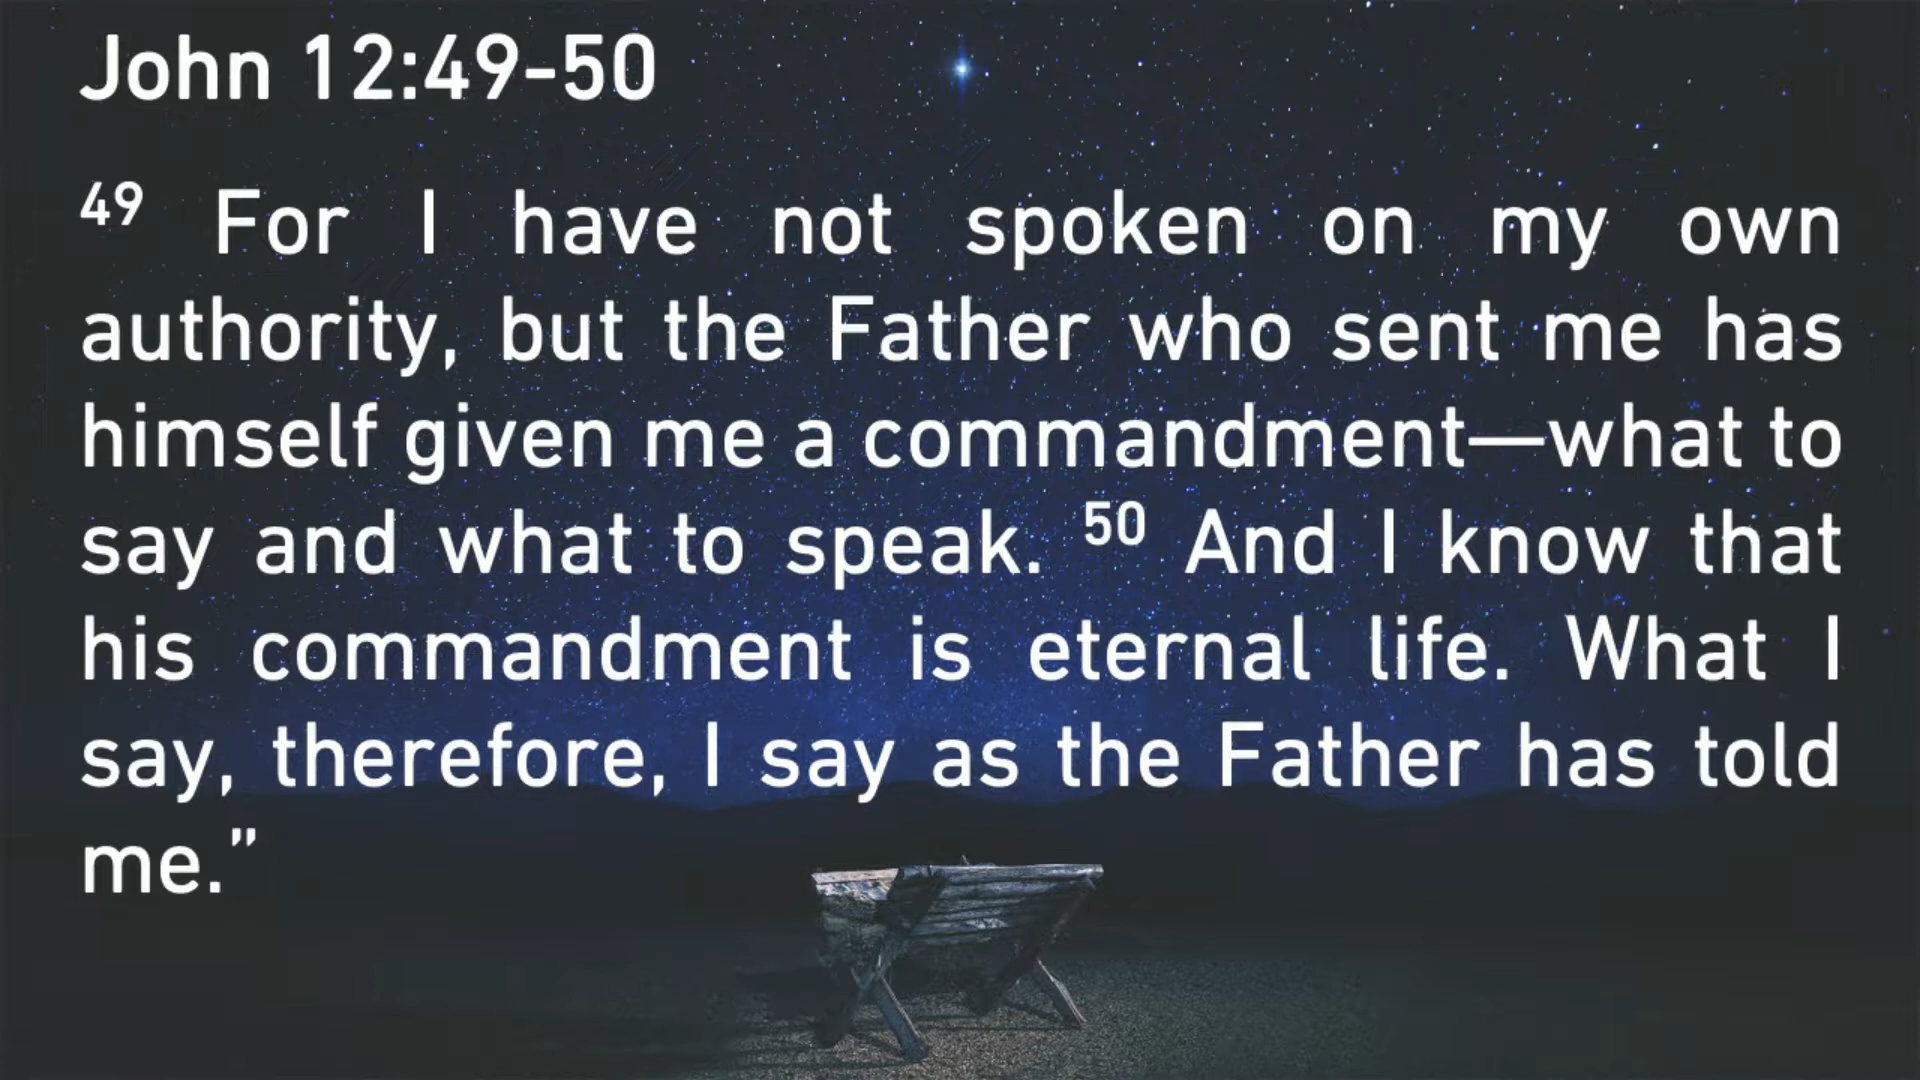 John 12:49-50
49 For I have not spoken on my own
authority, but the Father who sent me has
himself given me a commandment—what to
say and what to speak. 50 And I know that
his commandment is eternal life. What I
say, therefore, I say as the Father has told
me.”